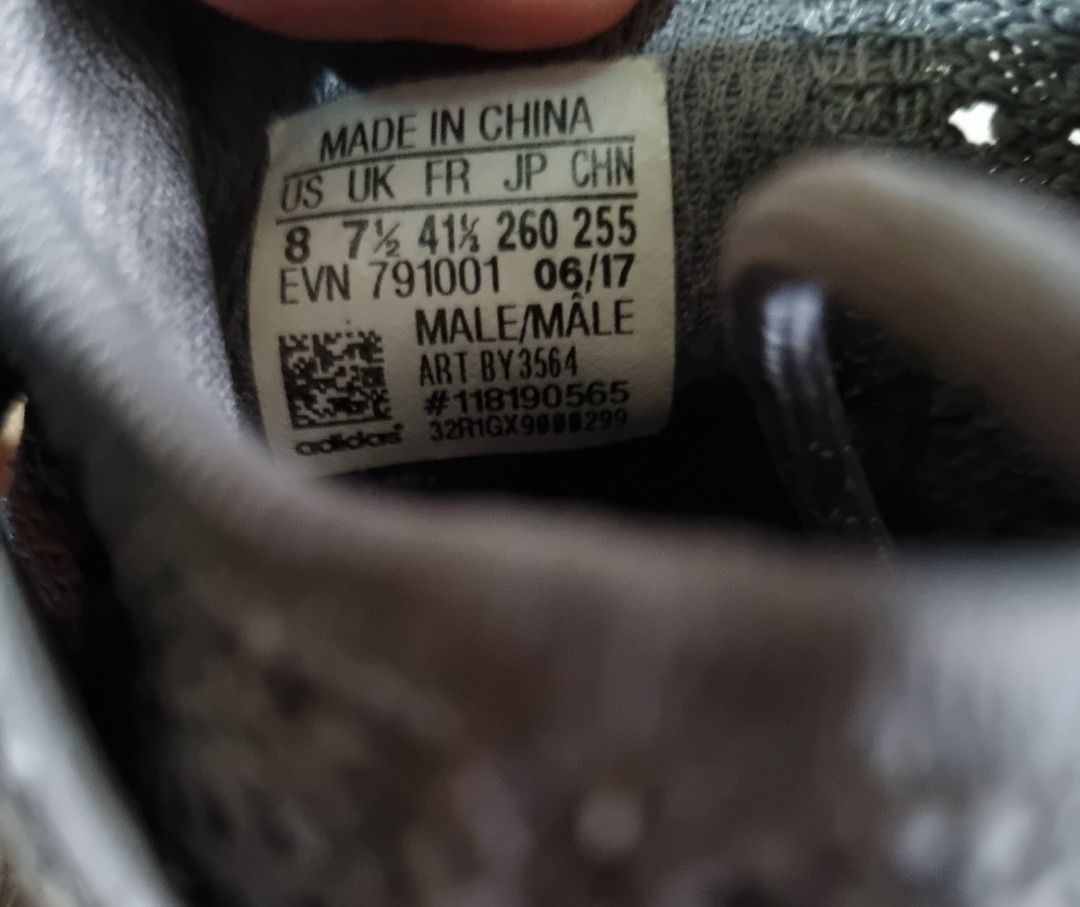 MADE IN CHINA
US UK FR JP CHN
8 7½ 41⅓ 260 255
EVN 791001 06/17
MALE/MÂLE
ART BY3564
#118190565
32R1GX9000299
adidas